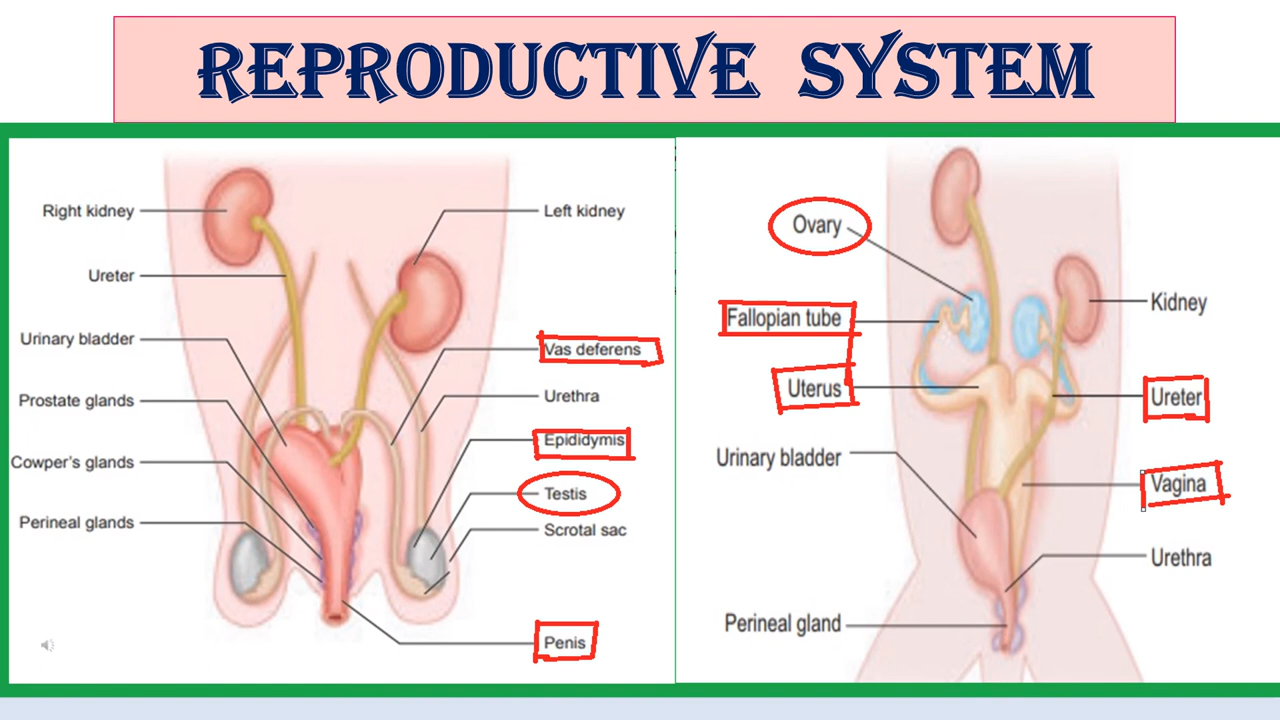 REPRODUCTIVE SYSTEM
Right kidney
Ureter
Urinary bladder
Prostate glands
Cowper's glands
Perineal glands
Left kidney
Vas deferens
Urethra
Epididymis
Testis
Scrotal sac
Penis
Ovary
Fallopian tube
Uterus
Urinary bladder
Perineal gland
Kidney
Ureter
Vagina
Urethra